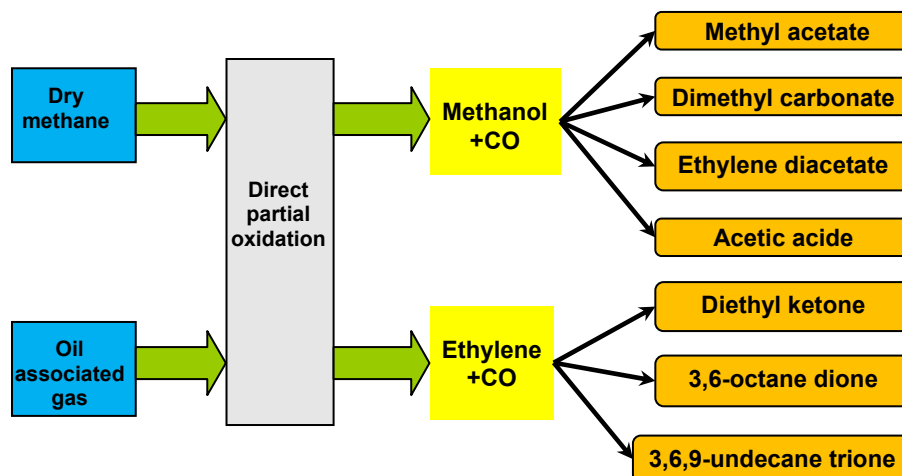 Dry
methane
Oil
associated
gas
Direct
partial
oxidation
Methanol
+CO
Ethylene
+CO
Methyl acetate
Dimethyl carbonate
Ethylene diacetate
Acetic acide
Diethyl ketone
3,6-octane dione
3,6,9-undecane trione